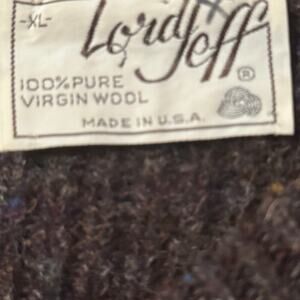 -XL-
Lord Jeff
®
100% PURE
VIRGIN WOOL
MADE IN U.S.A.